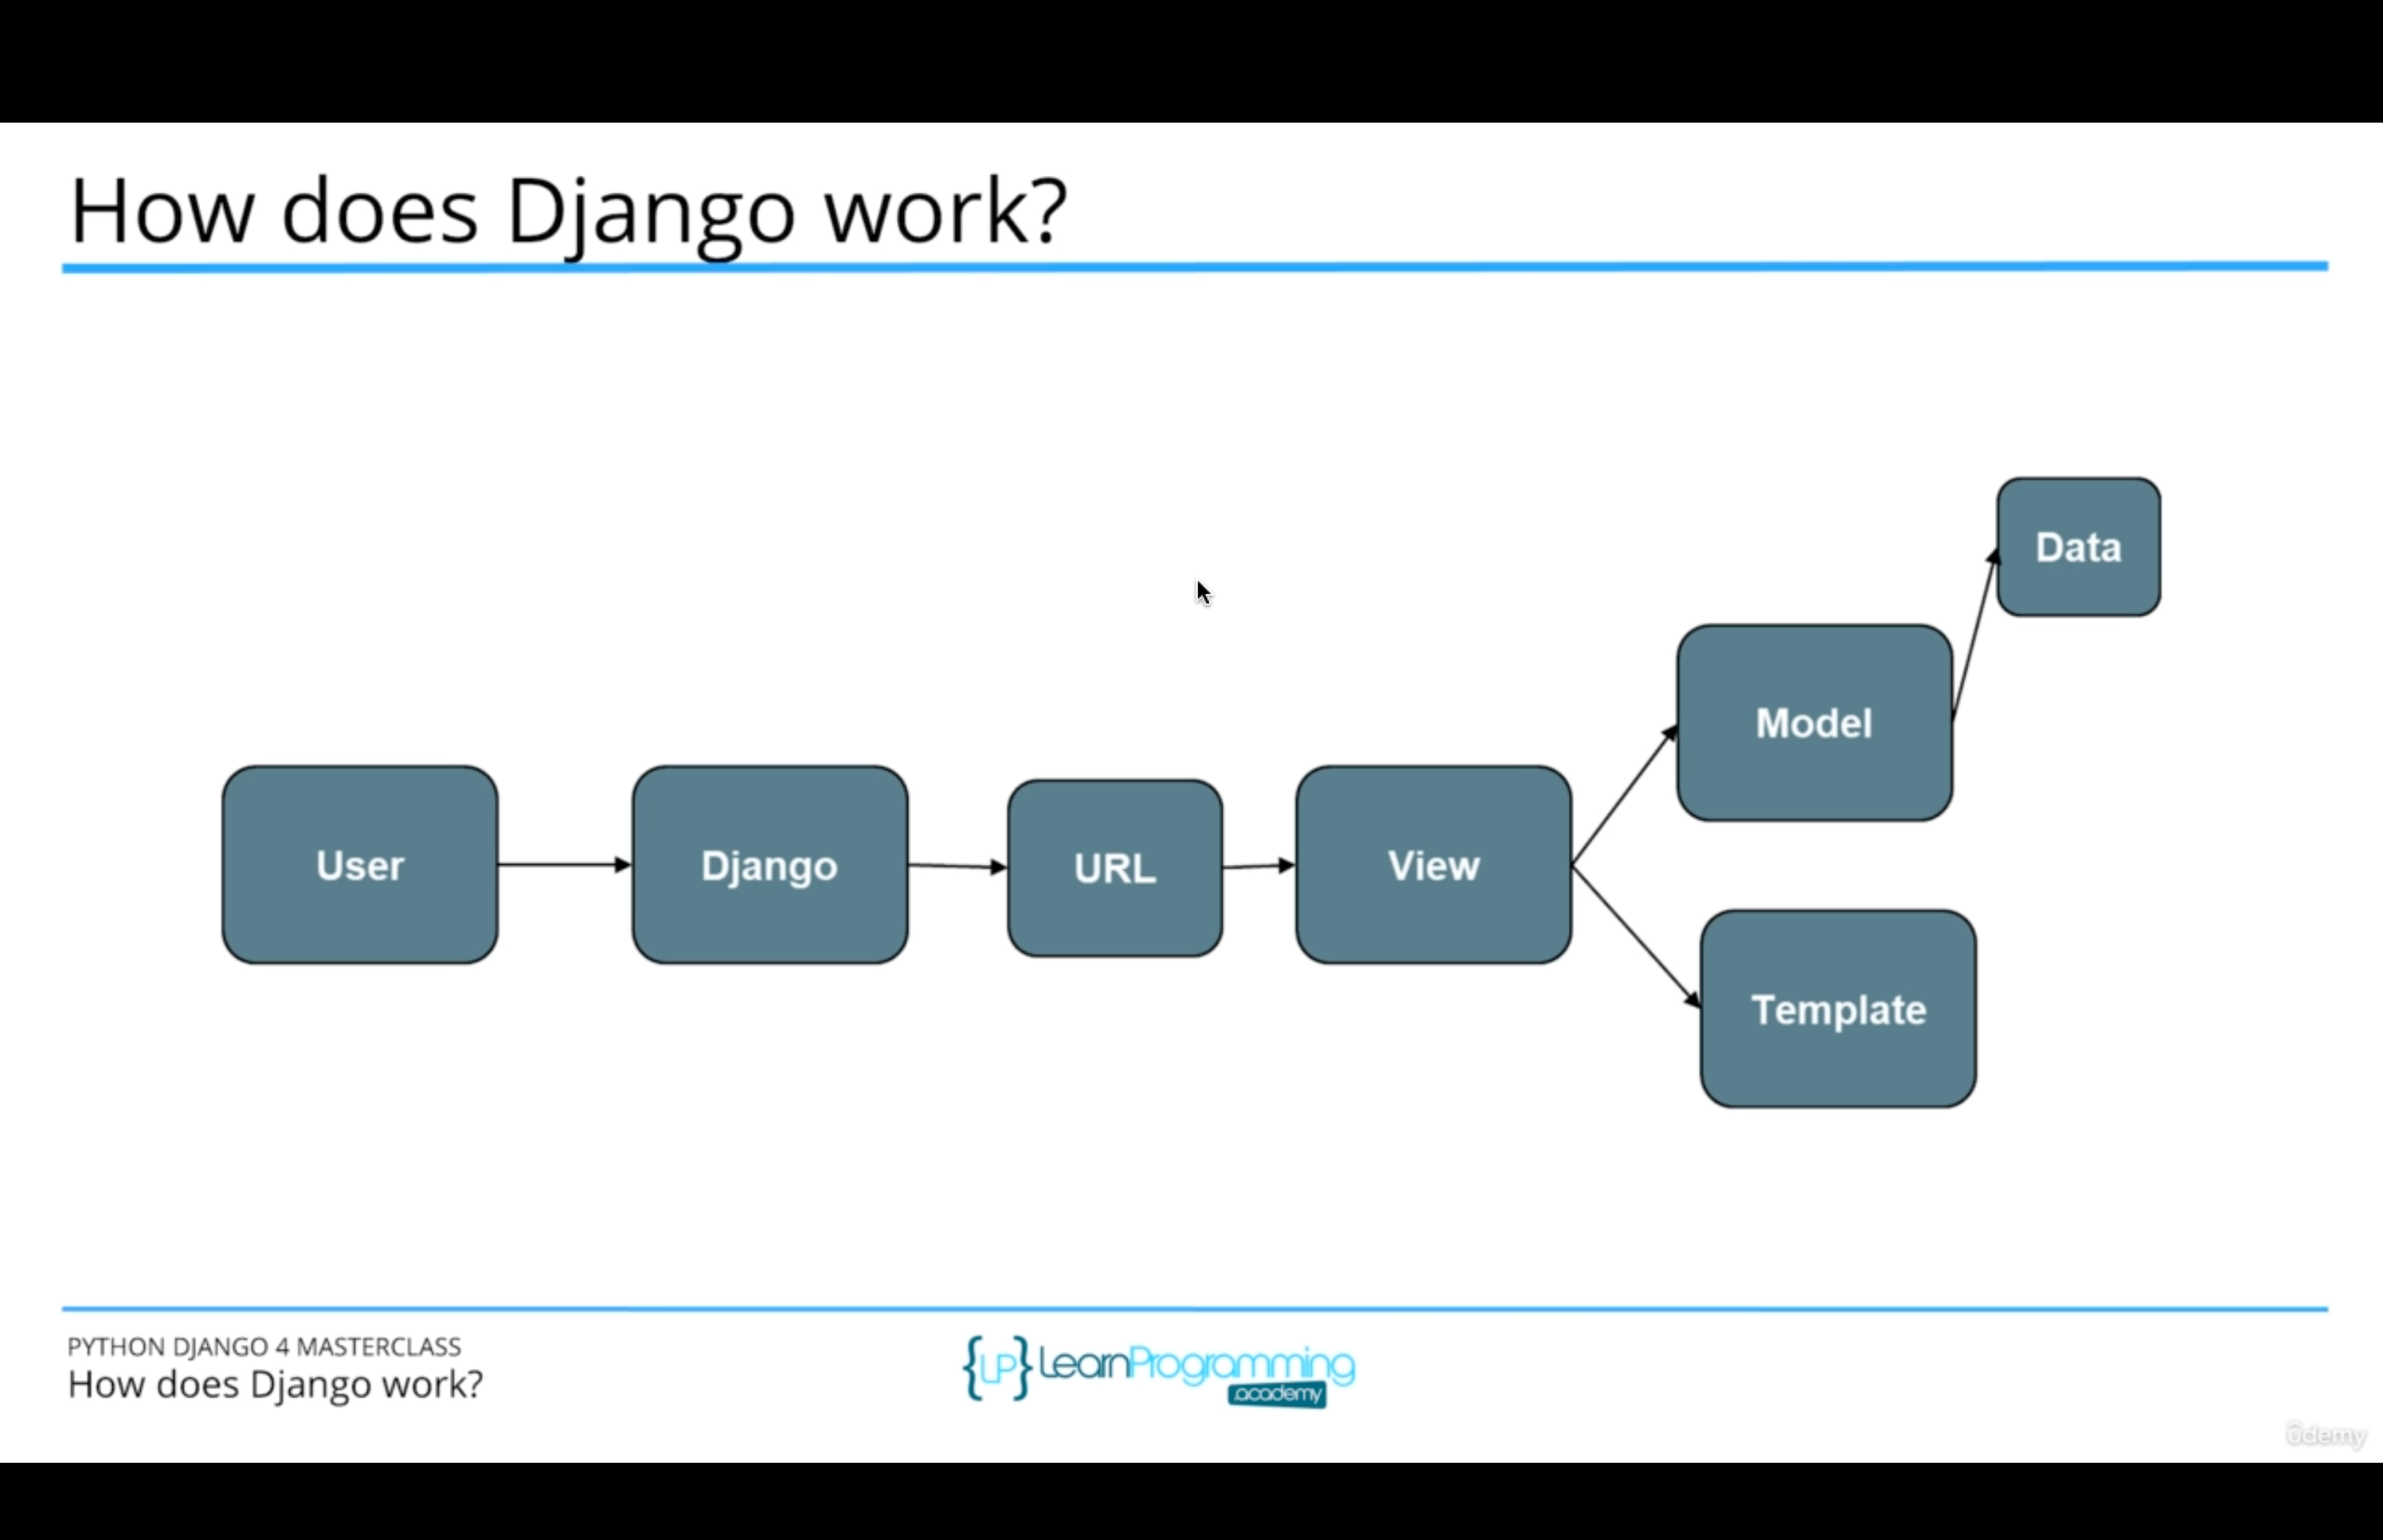 How does Django work?
Data
Model
User
Django
URL
View
Template
PYTHON DJANGO 4 MASTERCLASS
How does Django work?
{LP} LearnProgramming
.academy
ûdemy